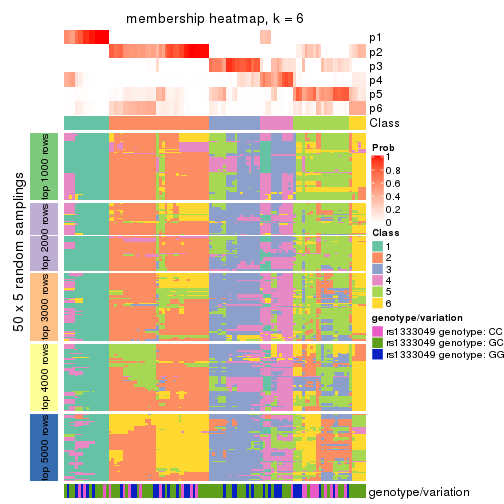 membership heatmap, k = 6
p1
p2
p3
p4
p5
p6
Class
50 x 5 random samplings
top 1000 rows
top 2000 rows
top 3000 rows
top 4000 rows
top 5000 rows
Prob
1
0.8
0.6
0.4
0.2
0
Class
1
2
3
4
5
6
genotype/variation
rs1333049 genotype: CC
rs1333049 genotype: GC
rs1333049 genotype: GG
genotype/variation